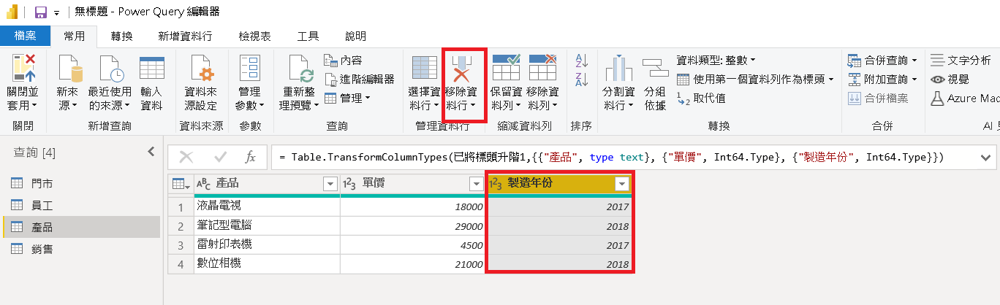 無標題 - Power Query 編輯器
檔案 常用 轉換 新增資料行 檢視表 工具 說明
關閉並套用
新來源
最近使用的來源
輸入資料
資料來源設定
管理參數
重新整理預覽
內容
進階編輯器
管理
選擇資料行
移除資料行
保留資料列
移除資料列
分割資料行
分組依據
資料類型: 整數
使用第一個資料列作為標頭
取代值
合併查詢
附加查詢
合併檔案
文字分析
視覺
Azure Mac
關閉 新增查詢 資料來源 參數 查詢 管理資料行 縮減資料列 排序 轉換 合併
查詢 [4]
= Table.TransformColumnTypes(已將標頭升階1,{{"產品", type text}, {"單價", Int64.Type}, {"製造年份", Int64.Type}})
門市
員工
產品
銷售
ABC 產品 123 單價 123 製造年份
1 液晶電視 18000 2017
2 筆記型電腦 29000 2018
3 雷射印表機 4500 2017
4 數位相機 21000 2018